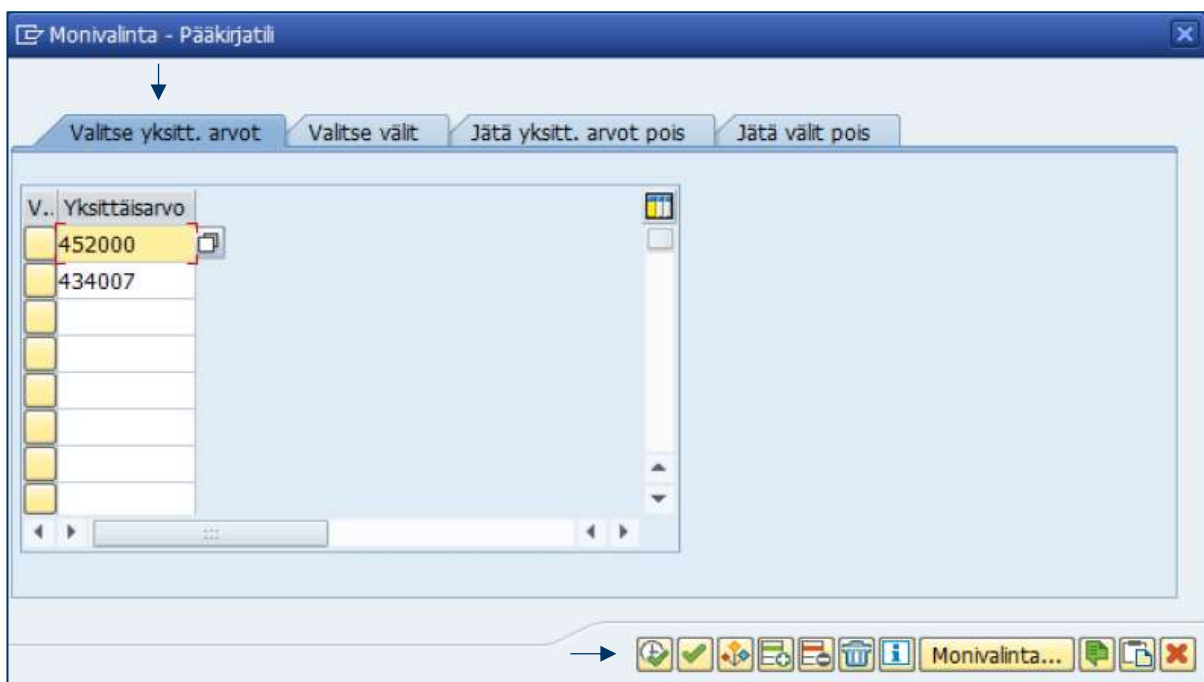 Monivalinta - Pääkirjatili
Valitse yksitt. arvot Valitse välit Jätä yksitt. arvot pois Jätä välit pois
V.. Yksittäisarvo
452000
434007
Monivalinta...